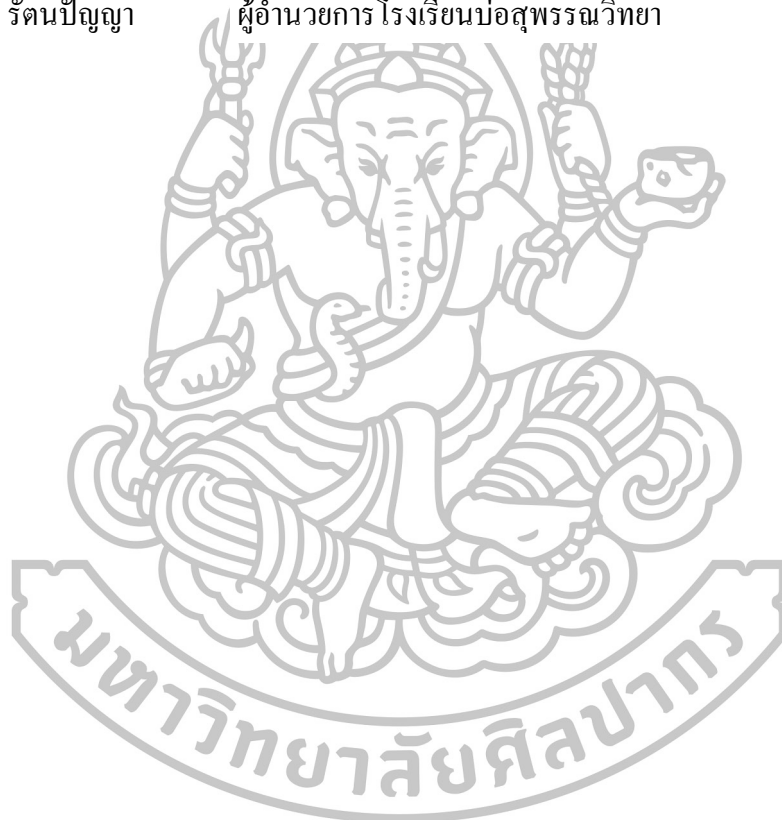 รัตนปัญญา ผู้อำนวยการโรงเรียนบ่อสุพรรณวิทยา
มหาวิทยาลัยศิลปากร